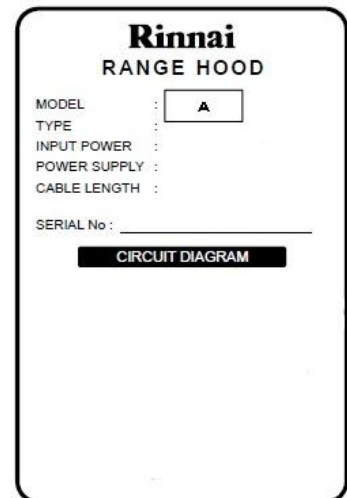 Rinnai
RANGE HOOD
MODEL : A
TYPE :
INPUT POWER :
POWER SUPPLY :
CABLE LENGTH :
SERIAL No :
CIRCUIT DIAGRAM